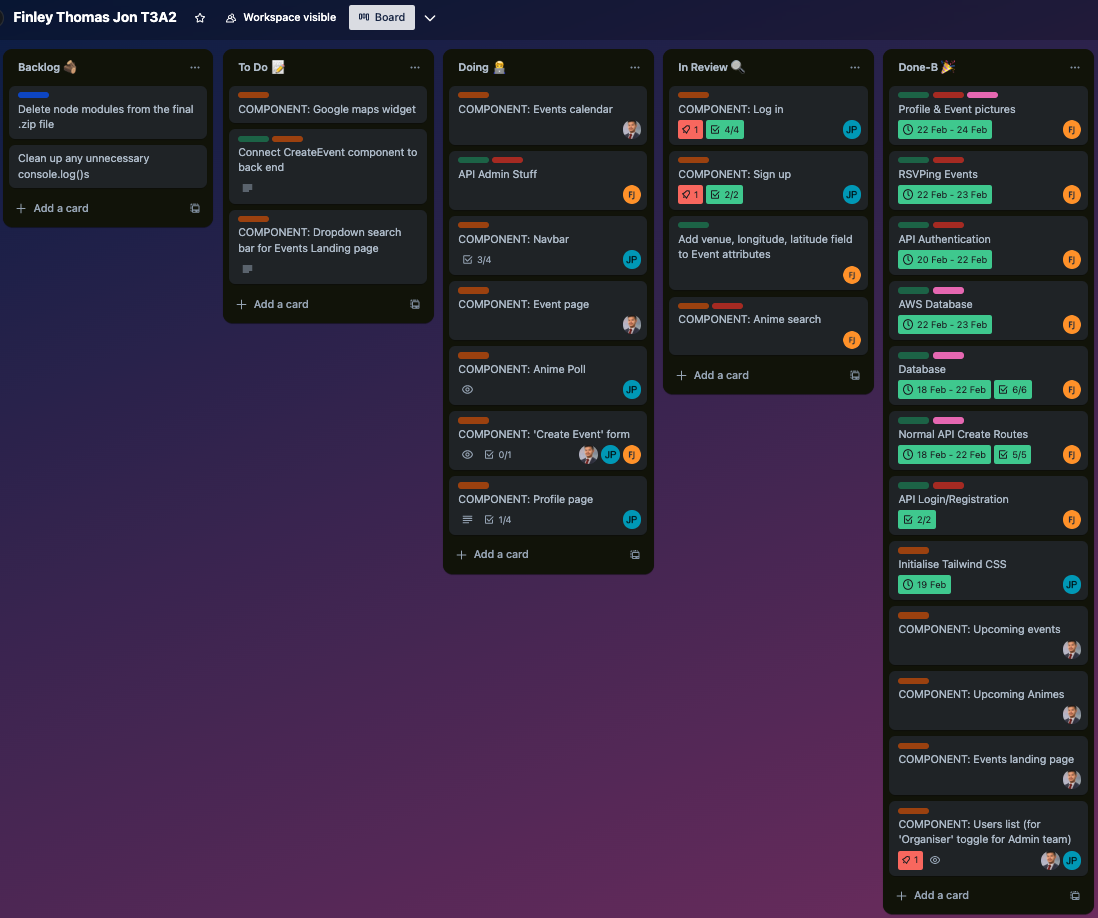 Finley Thomas Jon T3A2
Workspace visible
Board
Backlog
Delete node modules from the final
.zip file
Clean up any unnecessary
console.log()s
Add a card
To Do
COMPONENT: Google maps widget
Connect CreateEvent component to
back end
COMPONENT: Dropdown search
bar for Events Landing page
Add a card
Doing
COMPONENT: Events calendar
API Admin Stuff
FJ
COMPONENT: Navbar
3/4
JP
COMPONENT: Event page
COMPONENT: Anime Poll
JP
COMPONENT: 'Create Event' form
0/1
JP
FJ
COMPONENT: Profile page
1/4
JP
Add a card
In Review
COMPONENT: Log in
1
4/4
JP
COMPONENT: Sign up
1
2/2
JP
Add venue, longitude, latitude field
to Event attributes
FJ
COMPONENT: Anime search
FJ
Add a card
Done-B
Profile & Event pictures
22 Feb - 24 Feb
FJ
RSVPing Events
22 Feb - 23 Feb
FJ
API Authentication
20 Feb - 22 Feb
FJ
AWS Database
22 Feb - 23 Feb
FJ
Database
18 Feb - 22 Feb
6/6
FJ
Normal API Create Routes
18 Feb - 22 Feb
5/5
FJ
API Login/Registration
2/2
FJ
Initialise Tailwind CSS
19 Feb
JP
COMPONENT: Upcoming events
COMPONENT: Upcoming Animes
COMPONENT: Events landing page
COMPONENT: Users list (for
'Organiser' toggle for Admin team)
1
JP
Add a card